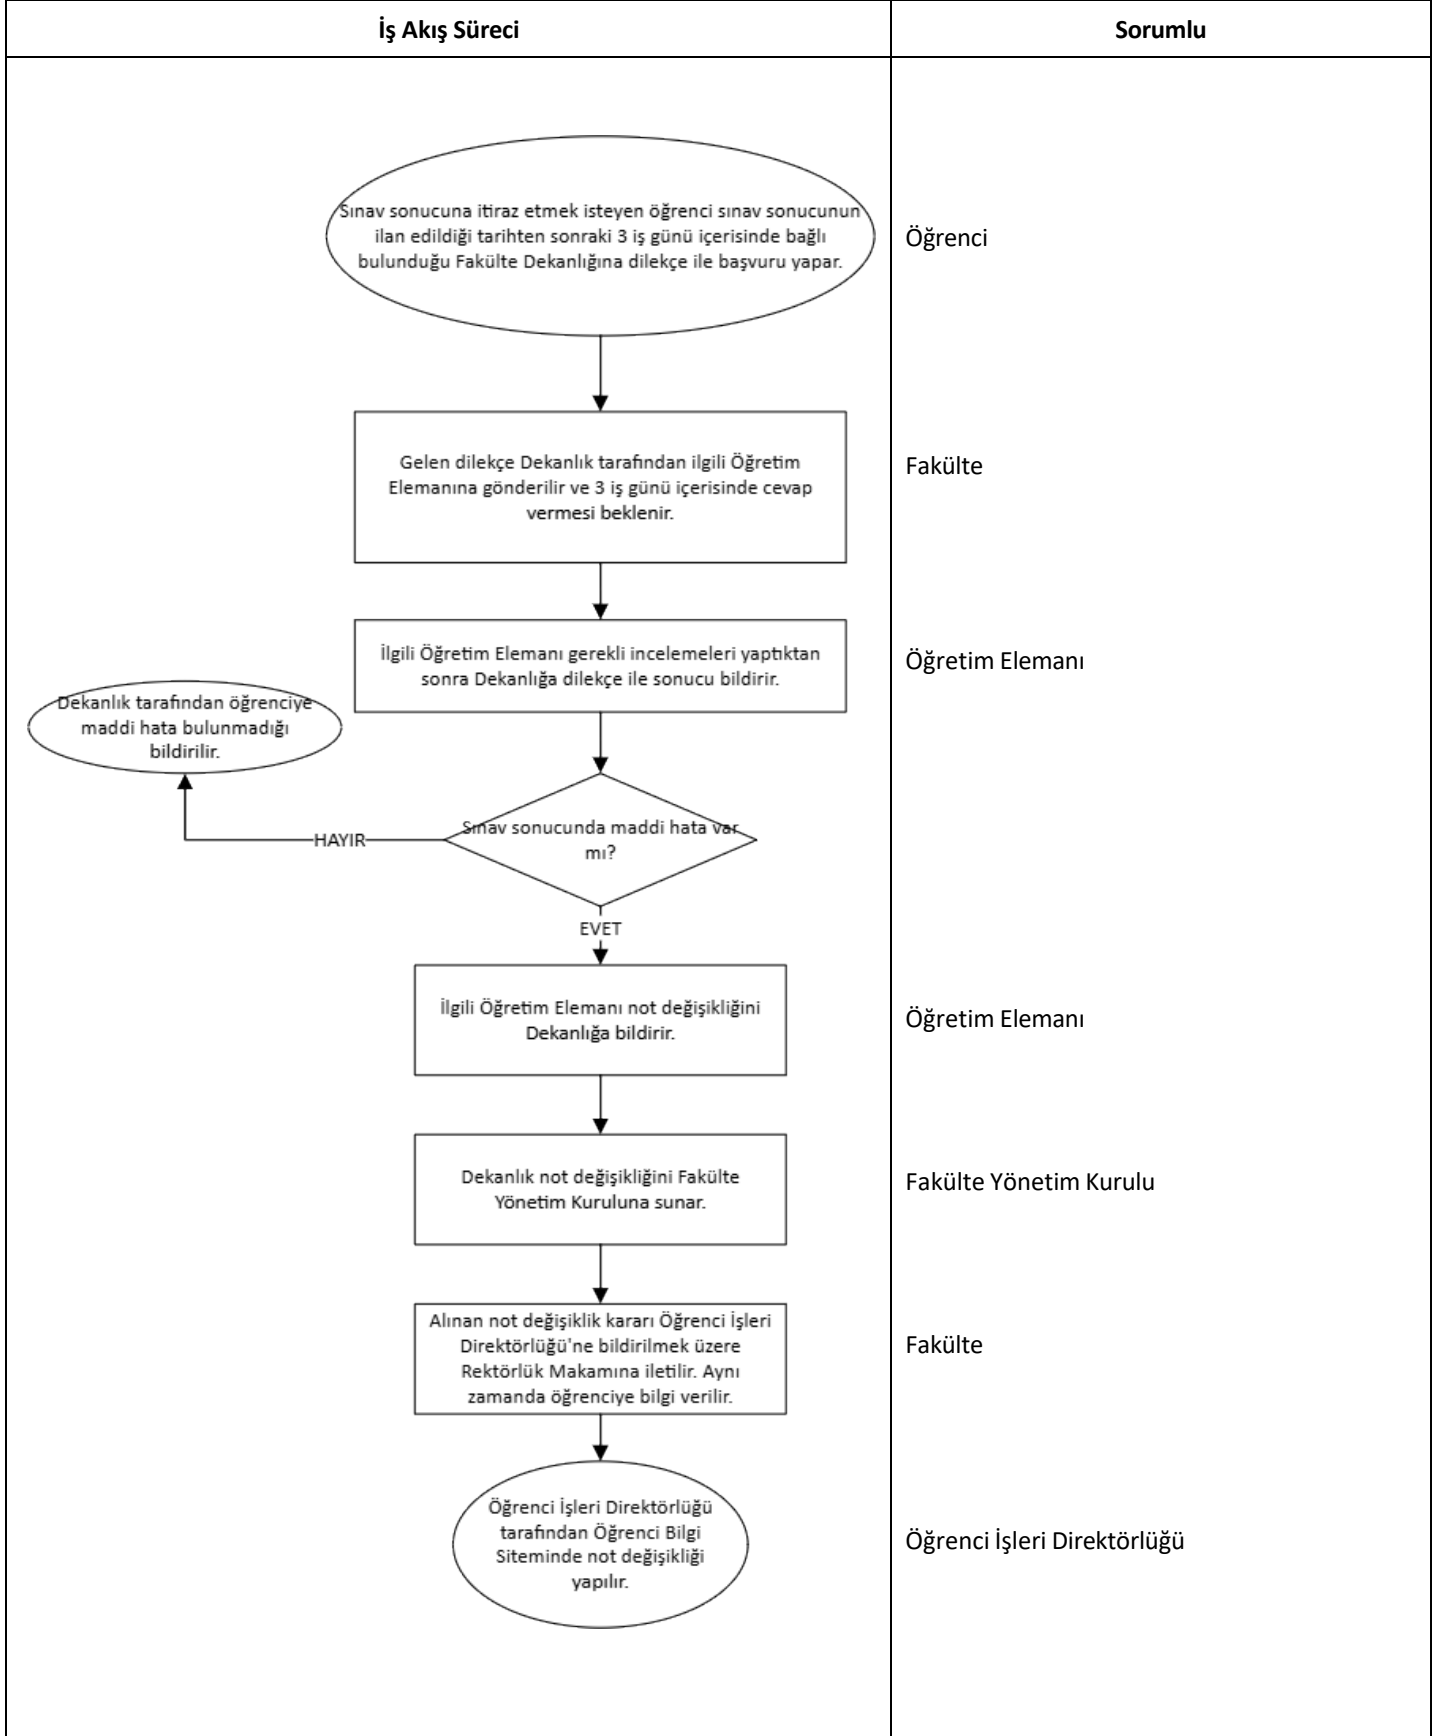 İş Akış Süreci
Sorumlu
Sınav sonucuna itiraz etmek isteyen öğrenci sınav sonucunun
ilan edildiği tarihten sonraki 3 iş günü içerisinde bağlı
bulunduğu Fakülte Dekanlığına dilekçe ile başvuru yapar.
Öğrenci
Gelen dilekçe Dekanlık tarafından ilgili Öğretim
Elemanına gönderilir ve 3 iş günü içerisinde cevap
vermesi beklenir.
Fakülte
İlgili Öğretim Elemanı gerekli incelemeleri yaptıktan
sonra Dekanlığa dilekçe ile sonucu bildirir.
Öğretim Elemanı
Dekanlık tarafından öğrenciye
maddi hata bulunmadığı
bildirilir.
HAYIR
Sınav sonucunda maddi hata var
mı?
EVET
İlgili Öğretim Elemanı not değişikliğini
Dekanlığa bildirir.
Öğretim Elemanı
Dekanlık not değişikliğini Fakülte
Yönetim Kuruluna sunar.
Fakülte Yönetim Kurulu
Alınan not değişiklik kararı Öğrenci İşleri
Direktörlüğü'ne bildirilmek üzere
Rektörlük Makamına iletilir. Aynı
zamanda öğrenciye bilgi verilir.
Fakülte
Öğrenci İşleri Direktörlüğü
tarafından Öğrenci Bilgi
Siteminde not değişikliği
yapılır.
Öğrenci İşleri Direktörlüğü